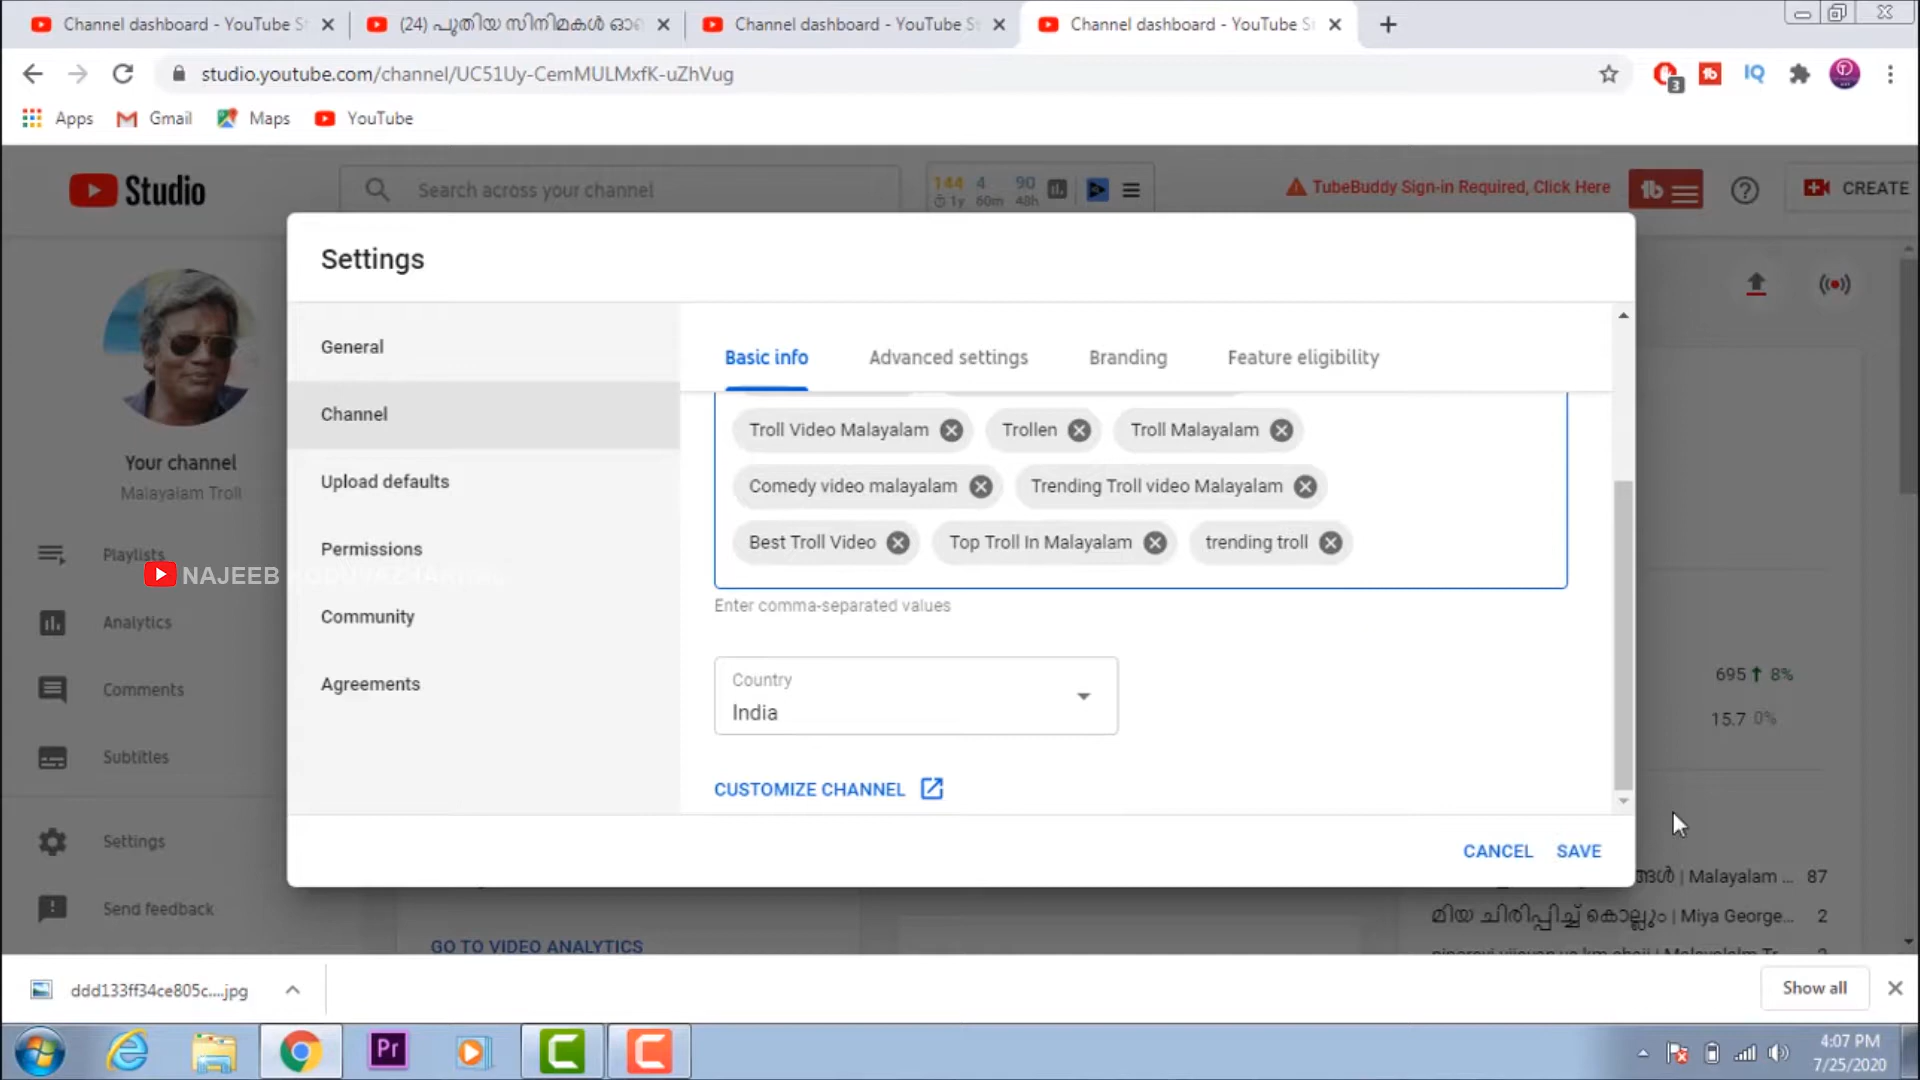 Channel dashboard - YouTube S
(24) പുതിയ സിനിമകൾ ഓ
Channel dashboard - YouTube S
Channel dashboard - YouTube S
studio.youtube.com/channel/UC51Uy-CemMULMxfK-uZhVug
3
IQ
Apps
Gmail
Maps
YouTube
Studio
Search across your channel
144 4 90
1y 60m 48h
TubeBuddy Sign-in Required, Click Here
CREATE
Settings
General
Channel
Upload defaults
Permissions
Community
Agreements
Basic info
Advanced settings
Branding
Feature eligibility
Troll Video Malayalam
Trollen
Troll Malayalam
Comedy video malayalam
Trending Troll video Malayalam
Best Troll Video
Top Troll In Malayalam
trending troll
Enter comma-separated values
Country
India
CUSTOMIZE CHANNEL
CANCEL
SAVE
Your channel
Malayalam Troll
Playlists
NAJEEB
Analytics
Comments
Subtitles
Settings
Send feedback
695 8%
15.7 0%
| Malayalam ... 87
മിയ ചിരിപ്പിച്ച് കൊല്ലും | Miya George... 2
GO TO VIDEO ANALYTICS
ddd133ff34ce805c....jpg
Show all
Pr
4:07 PM
7/25/2020